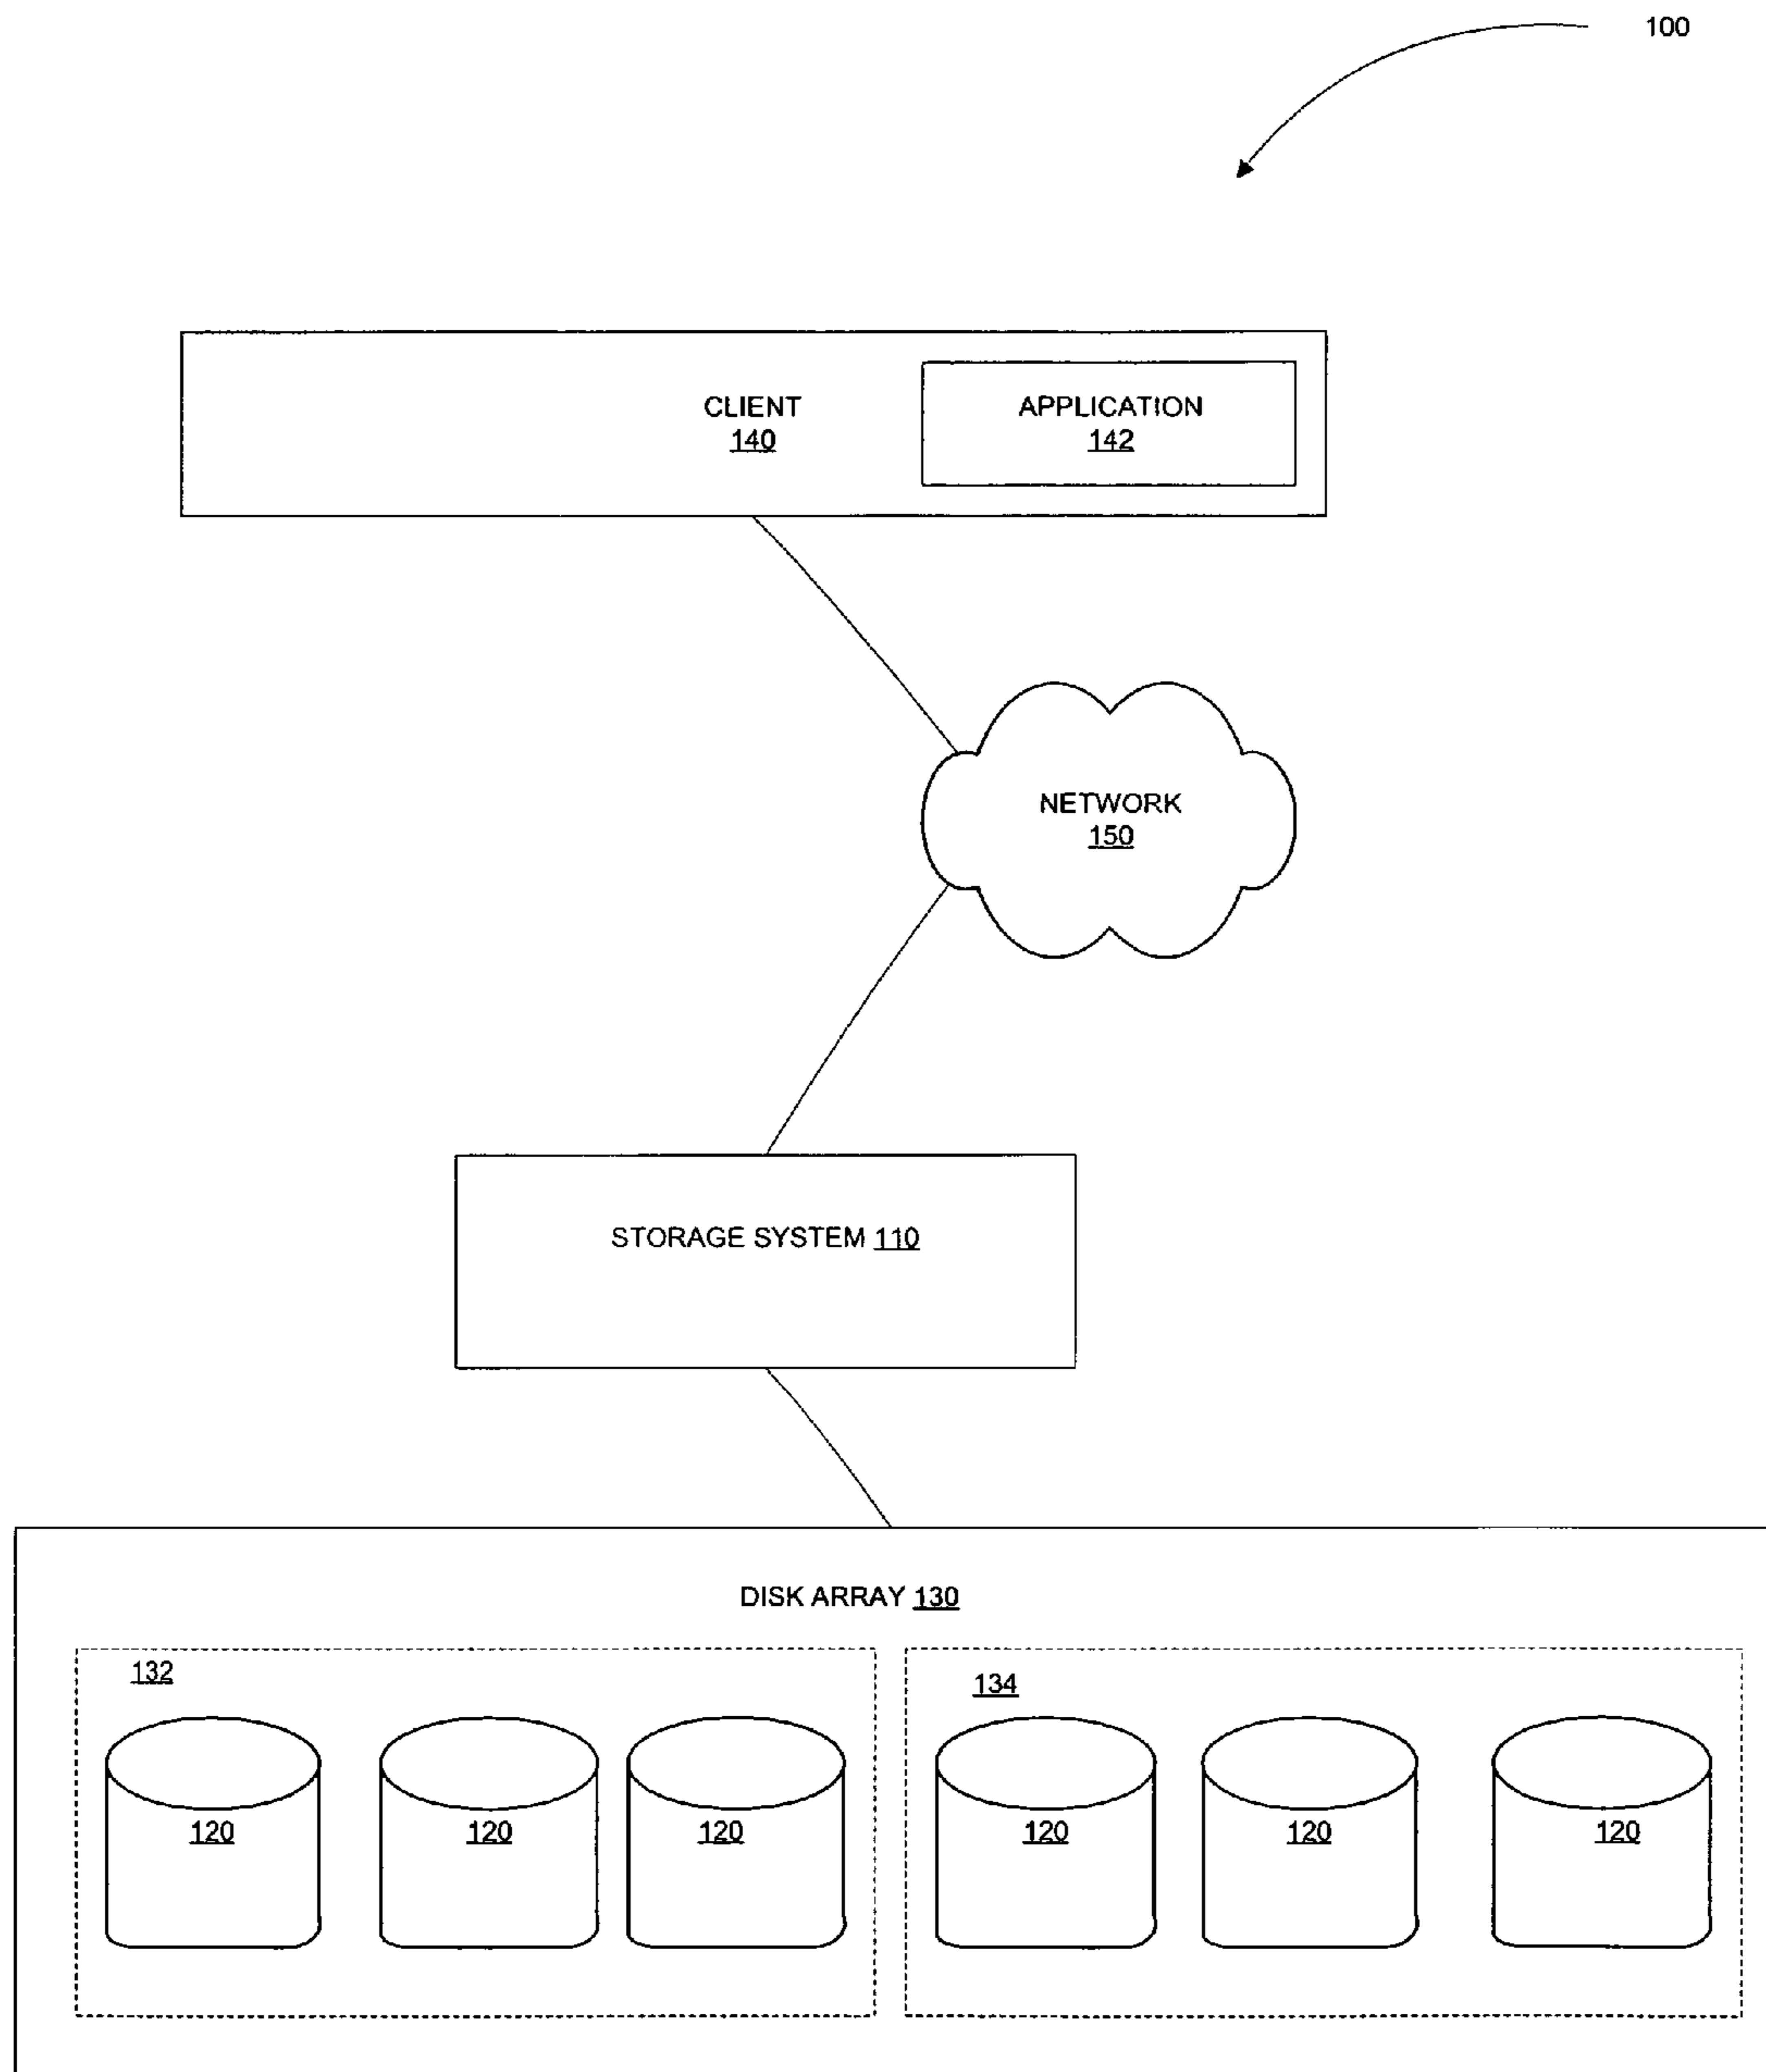 100
CLIENT
140
APPLICATION
142
NETWORK
150
STORAGE SYSTEM 110
DISK ARRAY 130
132
134
120
120
120
120
120
120